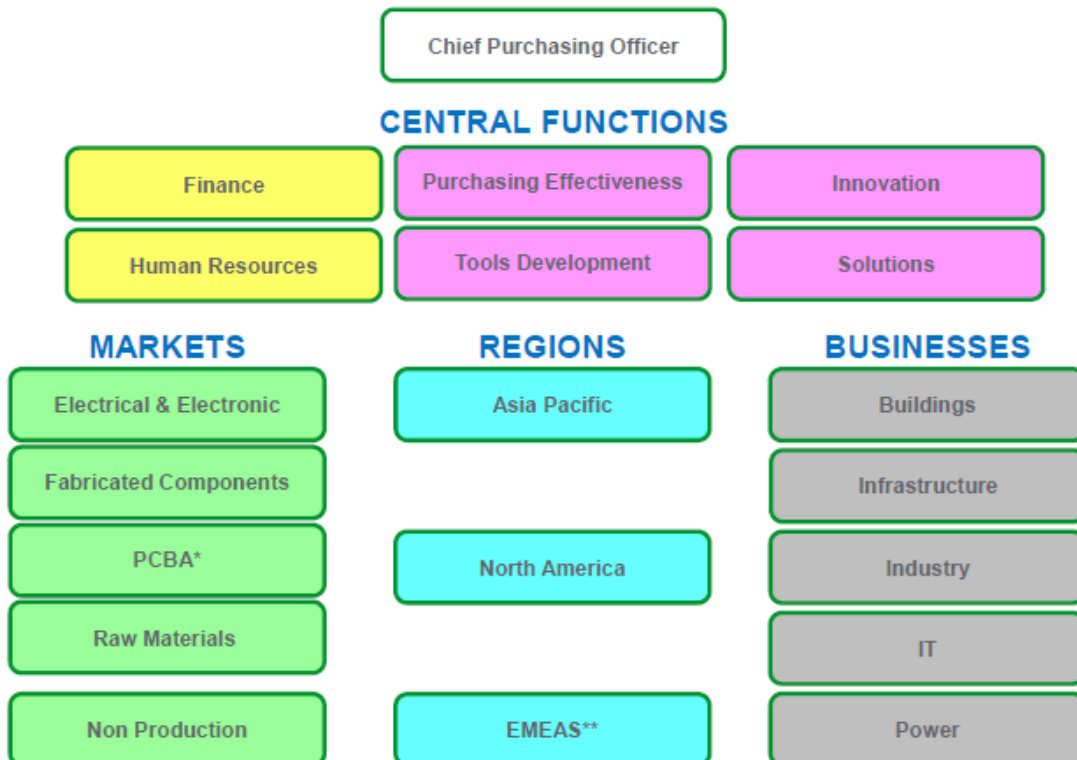 Chief Purchasing Officer
CENTRAL FUNCTIONS
Finance
Purchasing Effectiveness
Innovation
Human Resources
Tools Development
Solutions
MARKETS
Electrical & Electronic
Fabricated Components
PCBA*
Raw Materials
Non Production
REGIONS
Asia Pacific
North America
EMEAS**
BUSINESSES
Buildings
Infrastructure
Industry
IT
Power